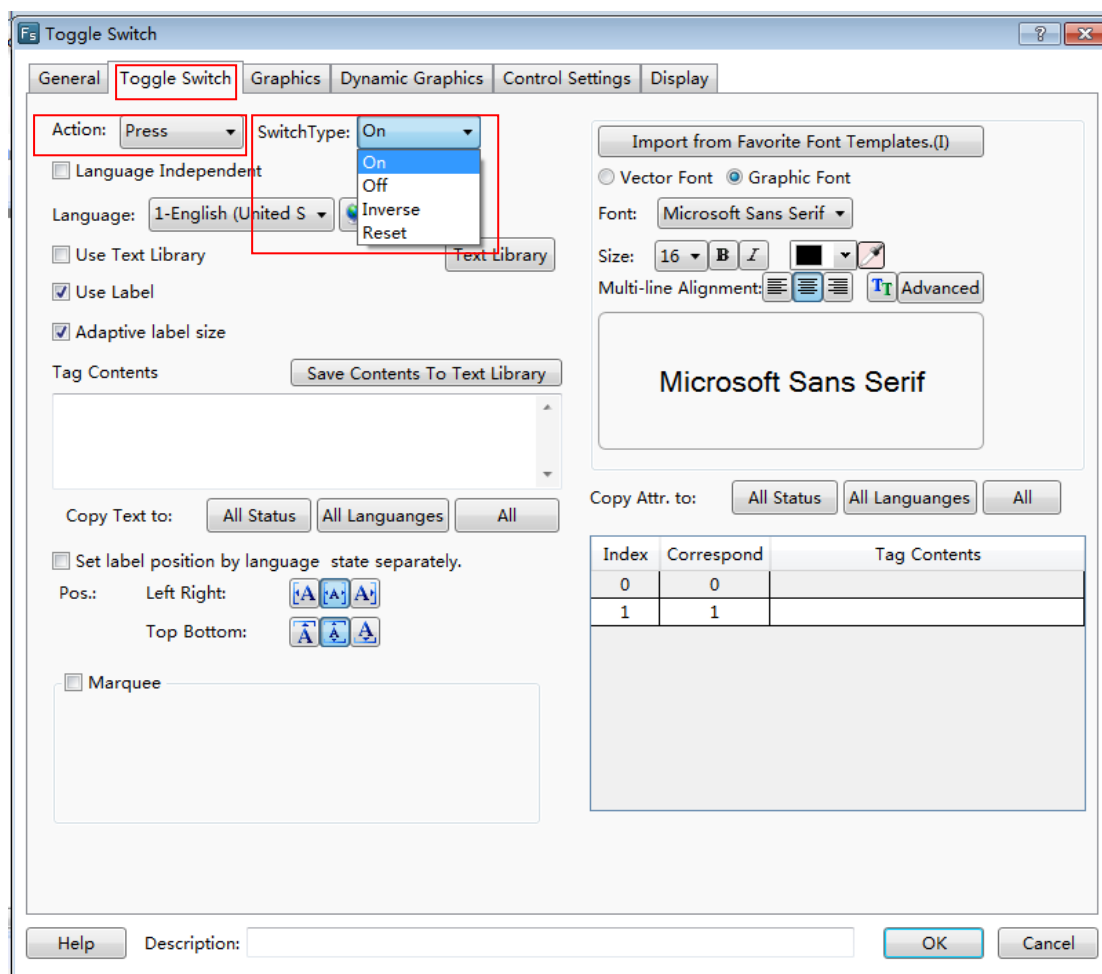 Fs Toggle Switch
General Toggle Switch Graphics Dynamic Graphics Control Settings Display
Action: Press SwitchType: On
On
Off
Inverse
Reset
Language Independent
Language: 1-English (United S
Use Text Library Text Library
Use Label
Adaptive label size
Tag Contents Save Contents To Text Library
Copy Text to: All Status All Languanges All
Set label position by language state separately.
Pos.: Left Right: A A A
Top Bottom: A A A
Marquee
Import from Favorite Font Templates.(I)
Vector Font Graphic Font
Font: Microsoft Sans Serif
Size: 16 B I
Multi-line Alignment: TT Advanced
Microsoft Sans Serif
Copy Attr. to: All Status All Languanges All
Index Correspond Tag Contents
0 0
1 1
Help Description: OK Cancel